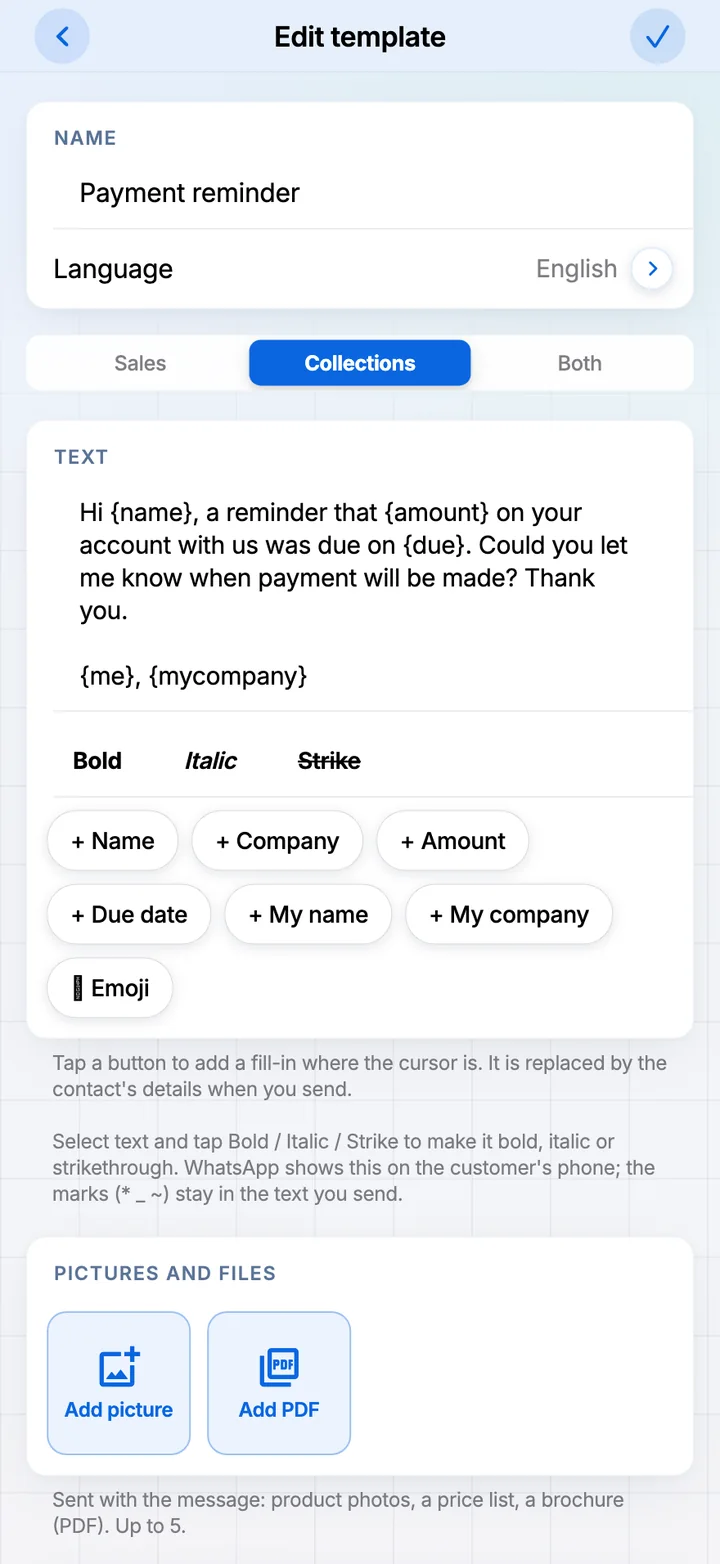 Edit template
NAME
Payment reminder
Language English
Sales Collections Both
TEXT
Hi {name}, a reminder that {amount} on your
account with us was due on {due}. Could you let
me know when payment will be made? Thank
you.
{me}, {mycompany}
Bold Italic Strike
+ Name + Company + Amount
+ Due date + My name + My company
Emoji
Tap a button to add a fill-in where the cursor is. It is replaced by the
contact's details when you send.
Select text and tap Bold / Italic / Strike to make it bold, italic or
strikethrough. WhatsApp shows this on the customer's phone; the
marks (* _ ~) stay in the text you send.
PICTURES AND FILES
PDF
Add picture Add PDF
Sent with the message: product photos, a price list, a brochure
(PDF). Up to 5.